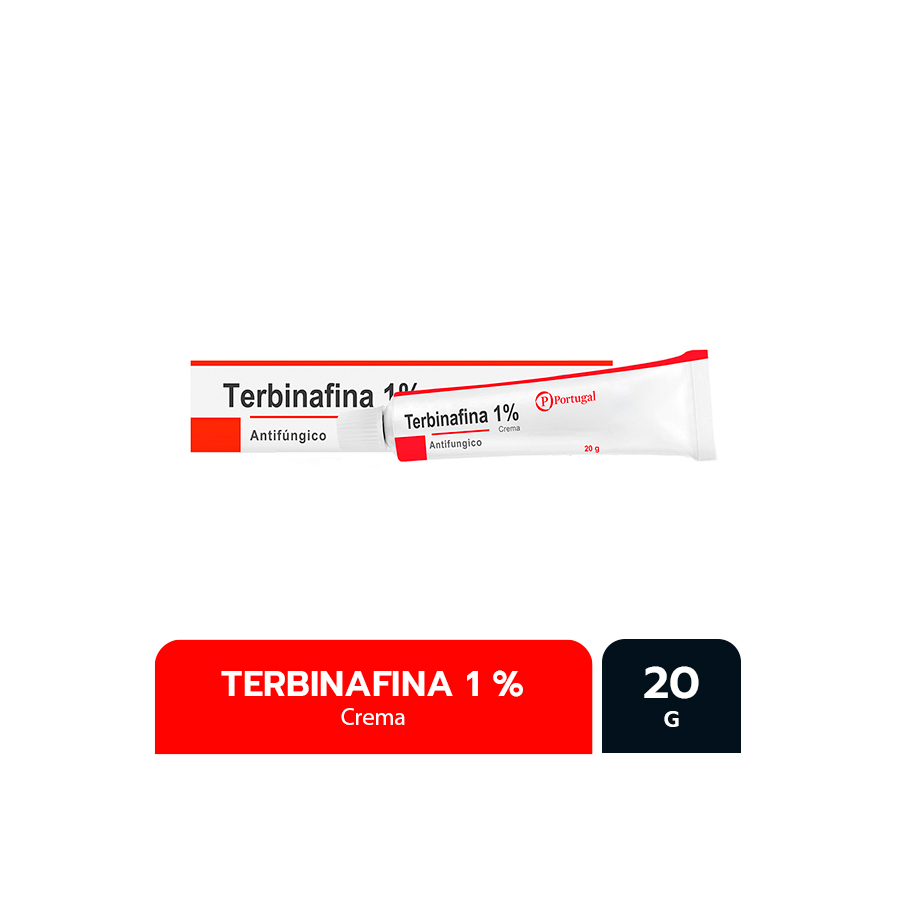 Terbinafina 1%
Antifúngico
Terbinafina 1%
Crema
Antifungico
P Portugal
20 g
TERBINAFINA 1 %
Crema
20
G